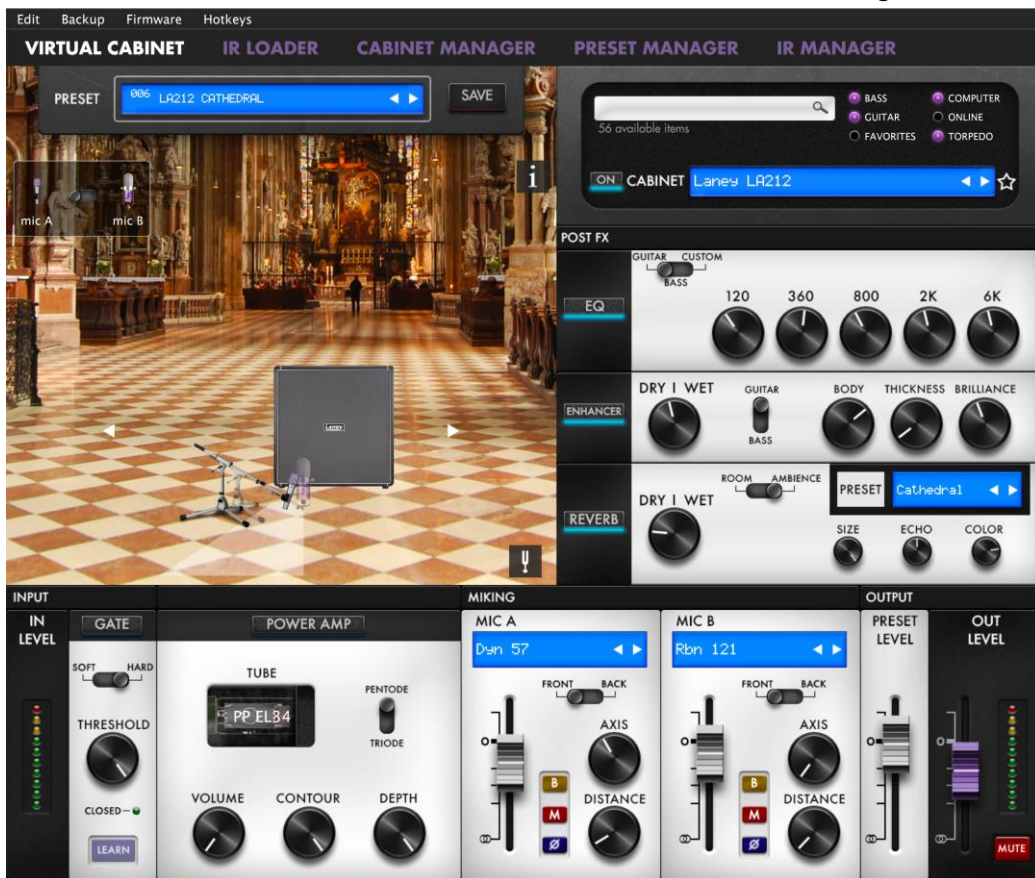 Edit Backup Firmware Hotkeys
VIRTUAL CABINET IR LOADER CABINET MANAGER PRESET MANAGER IR MANAGER
PRESET 006 LA212 CATHEDRAL SAVE
mic A mic B
i
Laney
56 available items
BASS COMPUTER
GUITAR ONLINE
FAVORITES TORPEDO
ON CABINET Laney LA212
POST FX
EQ
GUITAR CUSTOM
BASS
120 360 800 2K 6K
ENHANCER
DRY | WET
GUITAR
BASS
BODY THICKNESS BRILLIANCE
REVERB
DRY | WET
ROOM AMBIENCE
PRESET Cathedral
SIZE ECHO COLOR
INPUT
IN
LEVEL
GATE
SOFT HARD
THRESHOLD
CLOSED
LEARN
POWER AMP
TUBE
PP EL34
PENTODE
TRIODE
VOLUME CONTOUR DEPTH
MIKING
MIC A
Dyn 57
FRONT BACK
AXIS
B
M
Ø
DISTANCE
MIC B
Rbn 121
FRONT BACK
AXIS
B
M
Ø
DISTANCE
OUTPUT
PRESET
LEVEL
OUT
LEVEL
MUTE